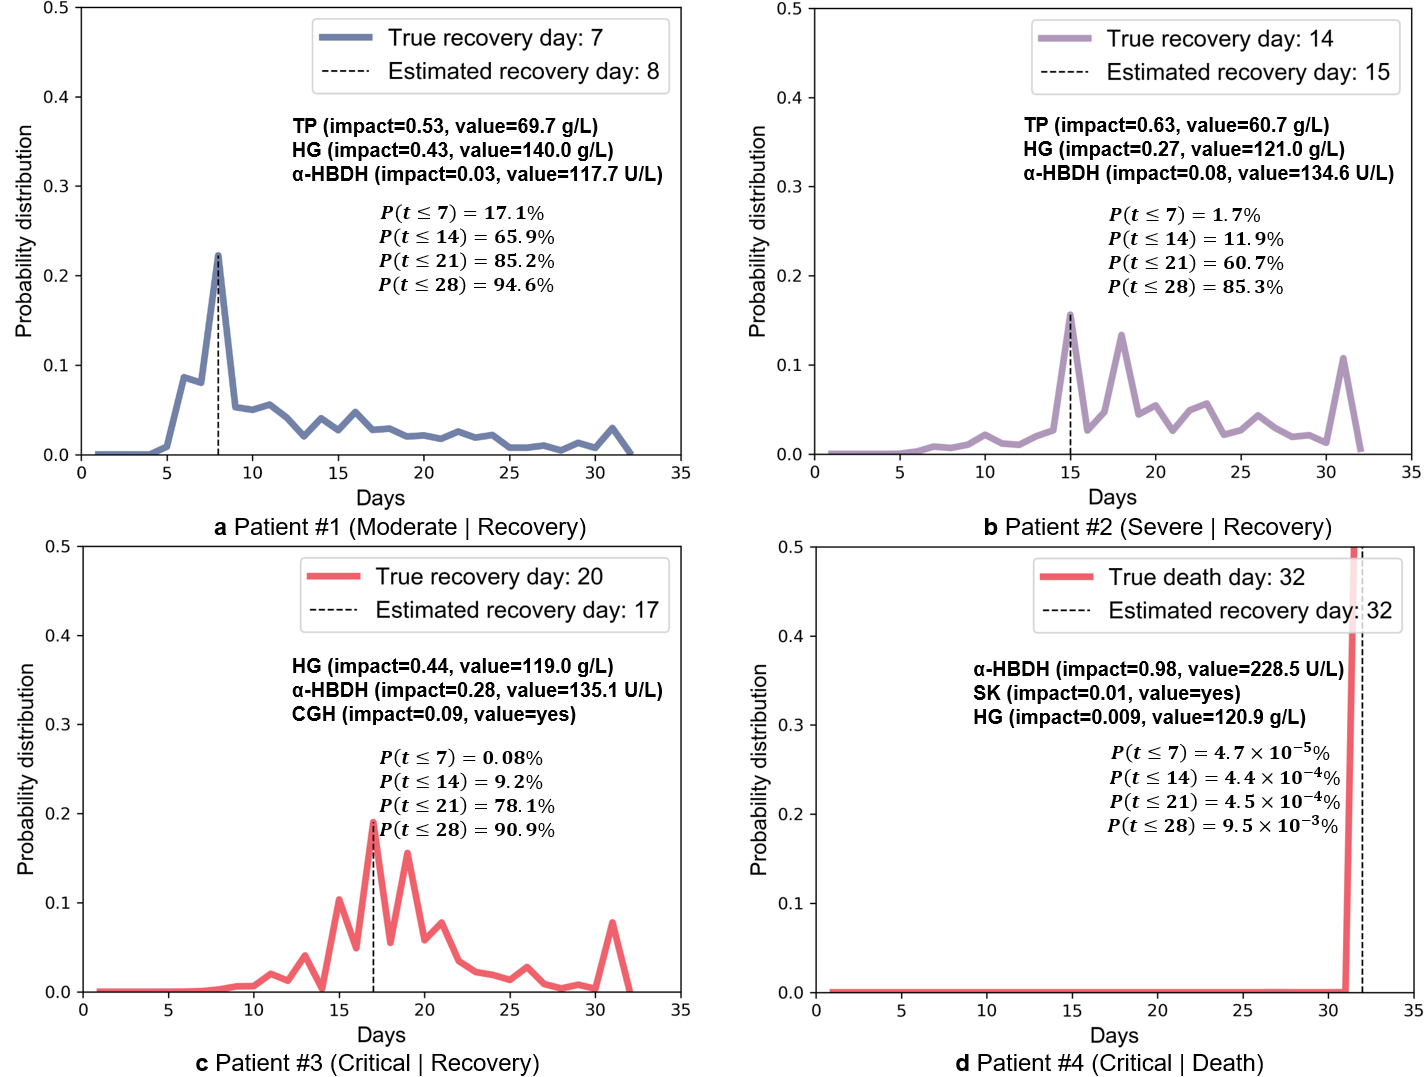 0.5
0.4
0.3
0.2
0.1
0.0
Probability distribution
True recovery day: 7
Estimated recovery day: 8
TP (impact=0.53, value=69.7 g/L)
HG (impact=0.43, value=140.0 g/L)
α-HBDH (impact=0.03, value=117.7 U/L)
P(t ≤ 7) = 17.1%
P(t ≤ 14) = 65.9%
P(t ≤ 21) = 85.2%
P(t ≤ 28) = 94.6%
0 5 10 15 20 25 30 35
Days
a Patient #1 (Moderate | Recovery)
0.5
0.4
0.3
0.2
0.1
0.0
Probability distribution
True recovery day: 14
Estimated recovery day: 15
TP (impact=0.63, value=60.7 g/L)
HG (impact=0.27, value=121.0 g/L)
α-HBDH (impact=0.08, value=134.6 U/L)
P(t ≤ 7) = 1.7%
P(t ≤ 14) = 11.9%
P(t ≤ 21) = 60.7%
P(t ≤ 28) = 85.3%
0 5 10 15 20 25 30 35
Days
b Patient #2 (Severe | Recovery)
0.5
0.4
0.3
0.2
0.1
0.0
Probability distribution
True recovery day: 20
Estimated recovery day: 17
HG (impact=0.44, value=119.0 g/L)
α-HBDH (impact=0.28, value=135.1 U/L)
CGH (impact=0.09, value=yes)
P(t ≤ 7) = 0.08%
P(t ≤ 14) = 9.2%
P(t ≤ 21) = 78.1%
P(t ≤ 28) = 90.9%
0 5 10 15 20 25 30 35
Days
c Patient #3 (Critical | Recovery)
0.5
0.4
0.3
0.2
0.1
0.0
Probability distribution
True death day: 32
Estimated recovery day: 32
α-HBDH (impact=0.98, value=228.5 U/L)
SK (impact=0.01, value=yes)
HG (impact=0.009, value=120.9 g/L)
P(t ≤ 7) = 4.7 × 10⁻⁵%
P(t ≤ 14) = 4.4 × 10⁻⁴%
P(t ≤ 21) = 4.5 × 10⁻⁴%
P(t ≤ 28) = 9.5 × 10⁻³%
0 5 10 15 20 25 30 35
Days
d Patient #4 (Critical | Death)